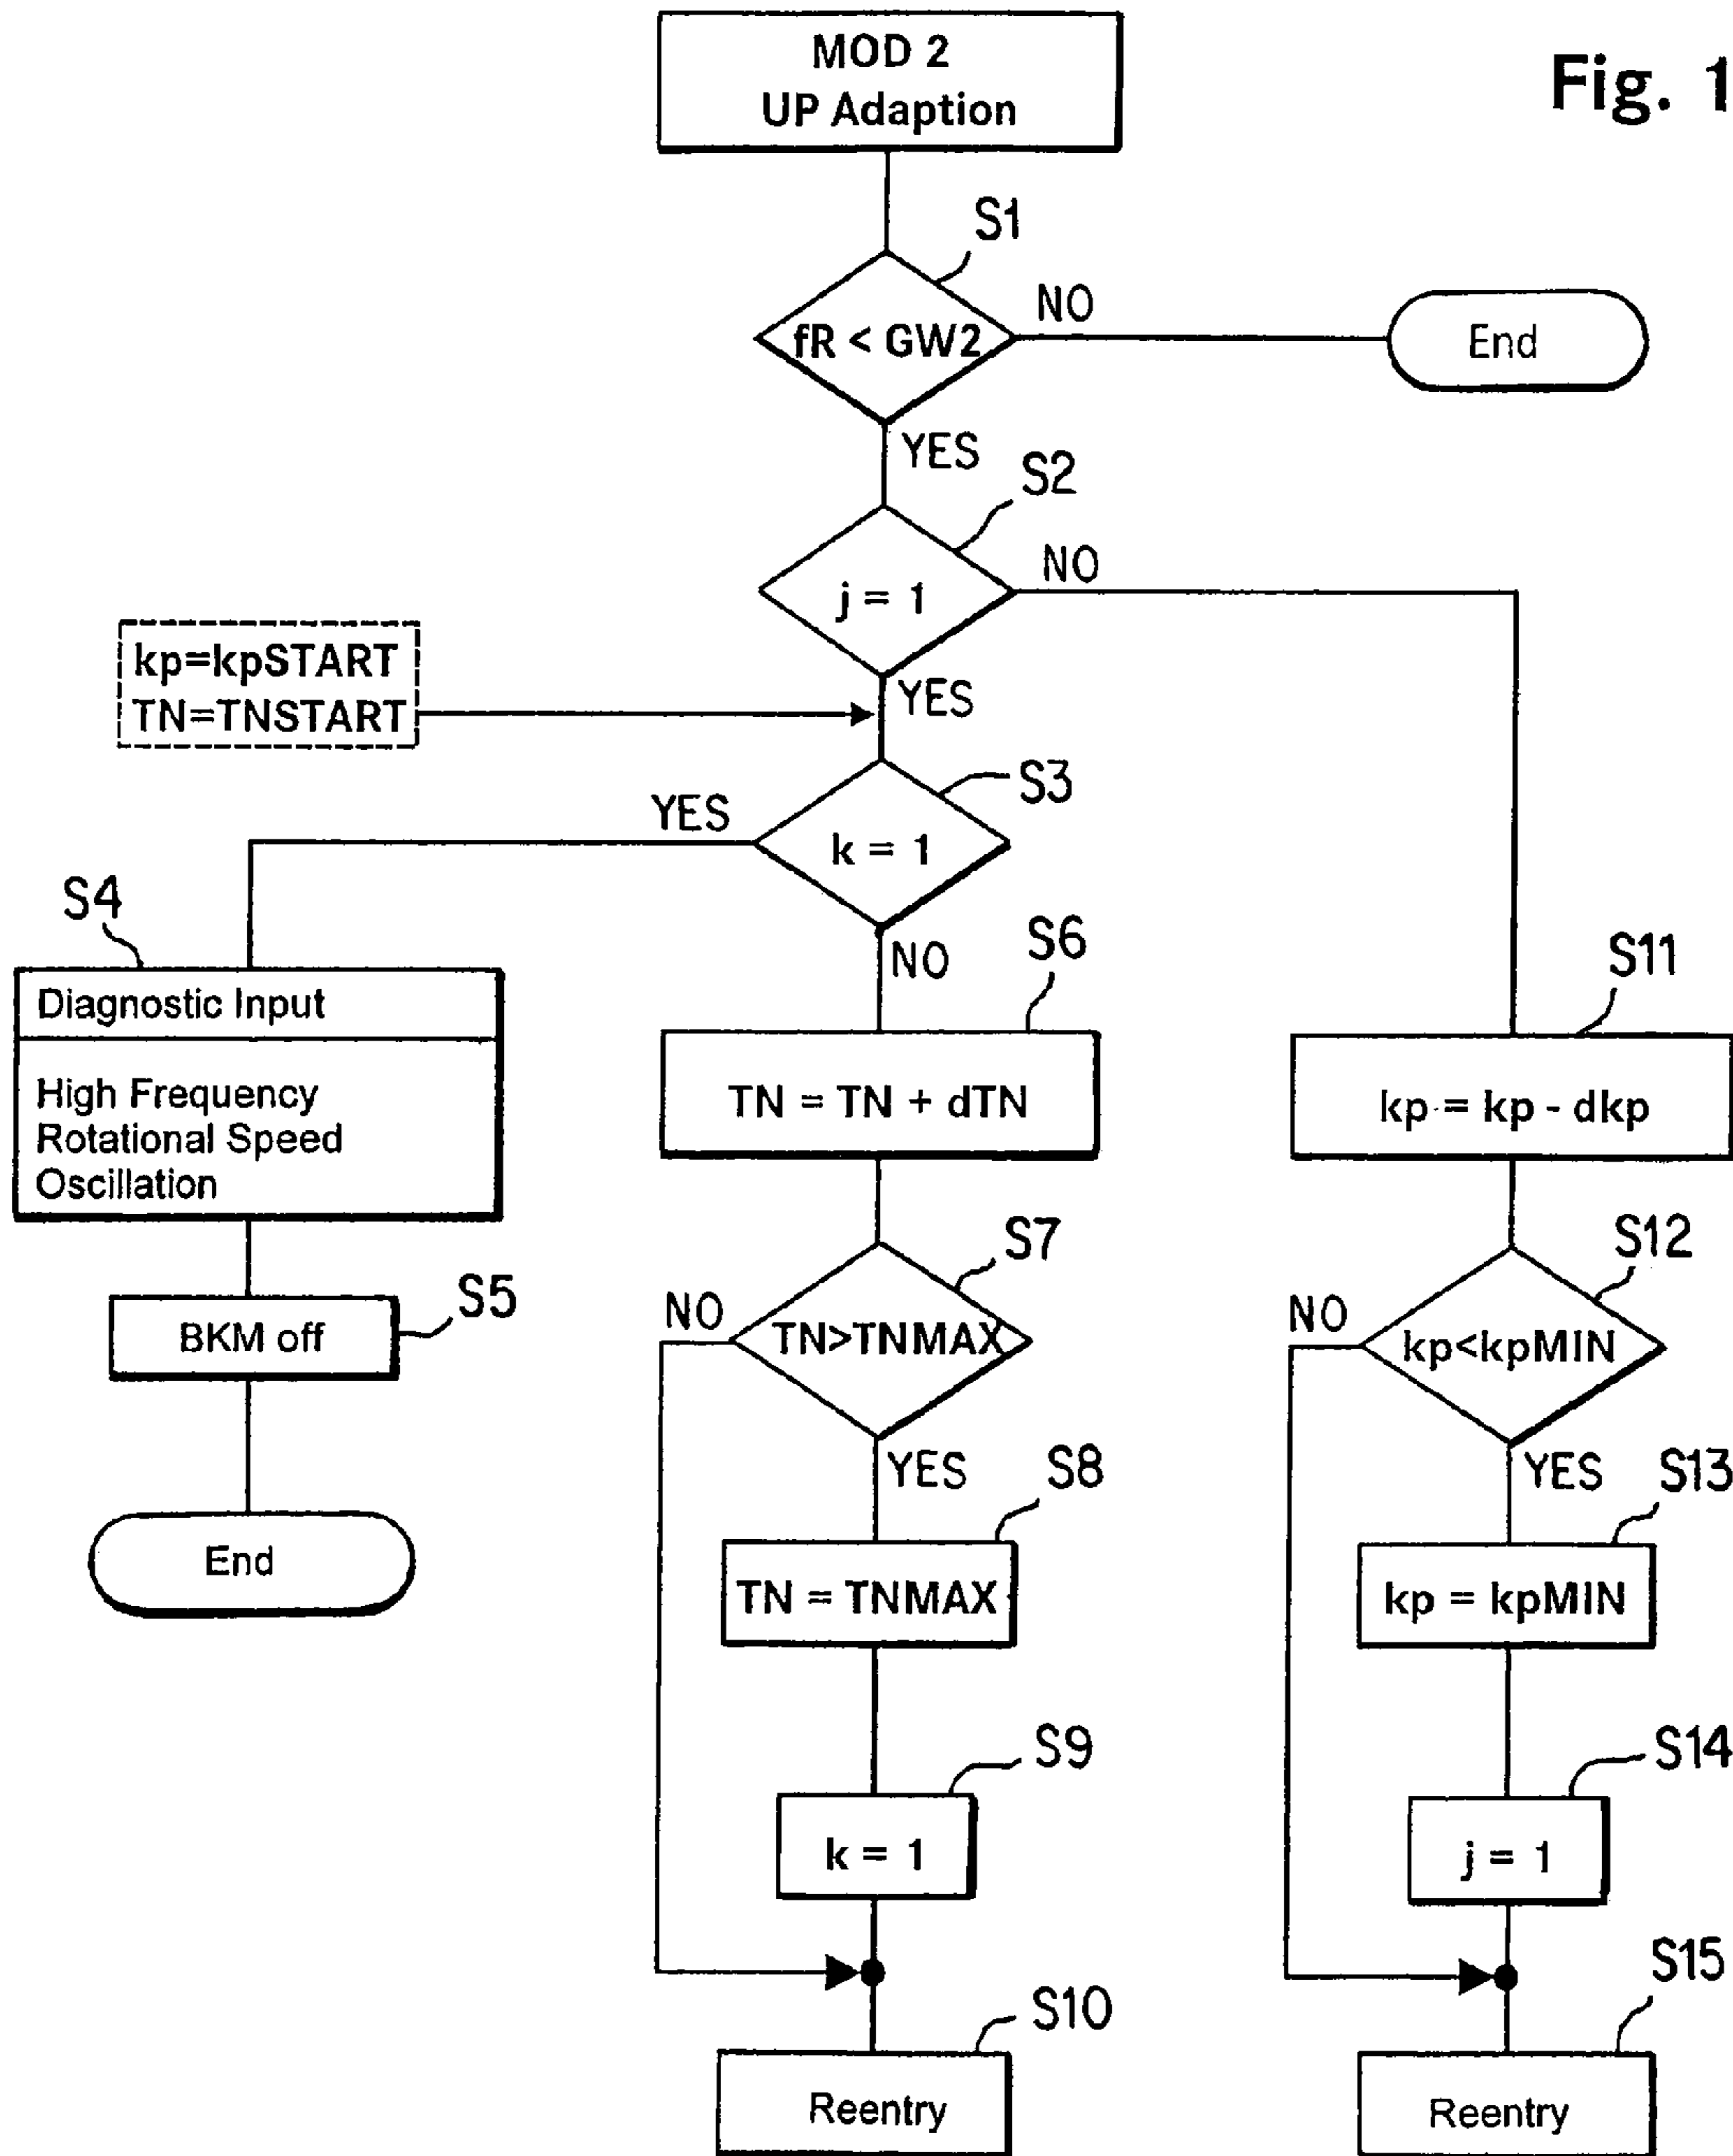 MOD 2
UP Adaption
Fig. 1
S1
fR < GW2
NO
End
YES
S2
j = 1
NO
kp=kpSTART
TN=TNSTART
YES
S3
YES
k = 1
S4
NO
S6
S11
Diagnostic Input
High Frequency
Rotational Speed
Oscillation
TN = TN + dTN
kp = kp - dkp
S5
BKM off
S7
S12
NO
TN>TNMAX
NO
kp<kpMIN
YES
S8
YES
S13
End
TN = TNMAX
kp = kpMIN
S9
S14
k = 1
j = 1
S10
S15
Reentry
Reentry